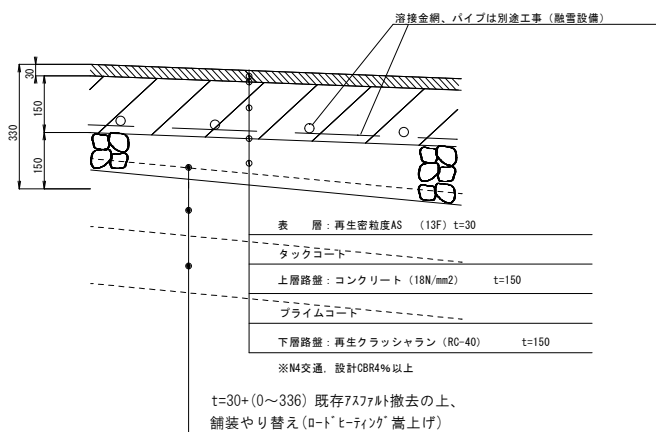 溶接金網、パイプは別途工事（融雪設備）
30
150
330
150
表　層：再生密粒度AS （13F）t=30
タックコート
上層路盤：コンクリート（18N/mm2） t=150
プライムコート
下層路盤：再生クラッシャラン（RC-40） t=150
※N4交通．設計CBR4%以上
t=30+(0～336) 既存ｱｽﾌｧﾙﾄ撤去の上、
舗装やり替え(ﾛｰﾄﾞﾋｰﾃｨﾝｸﾞ嵩上げ)